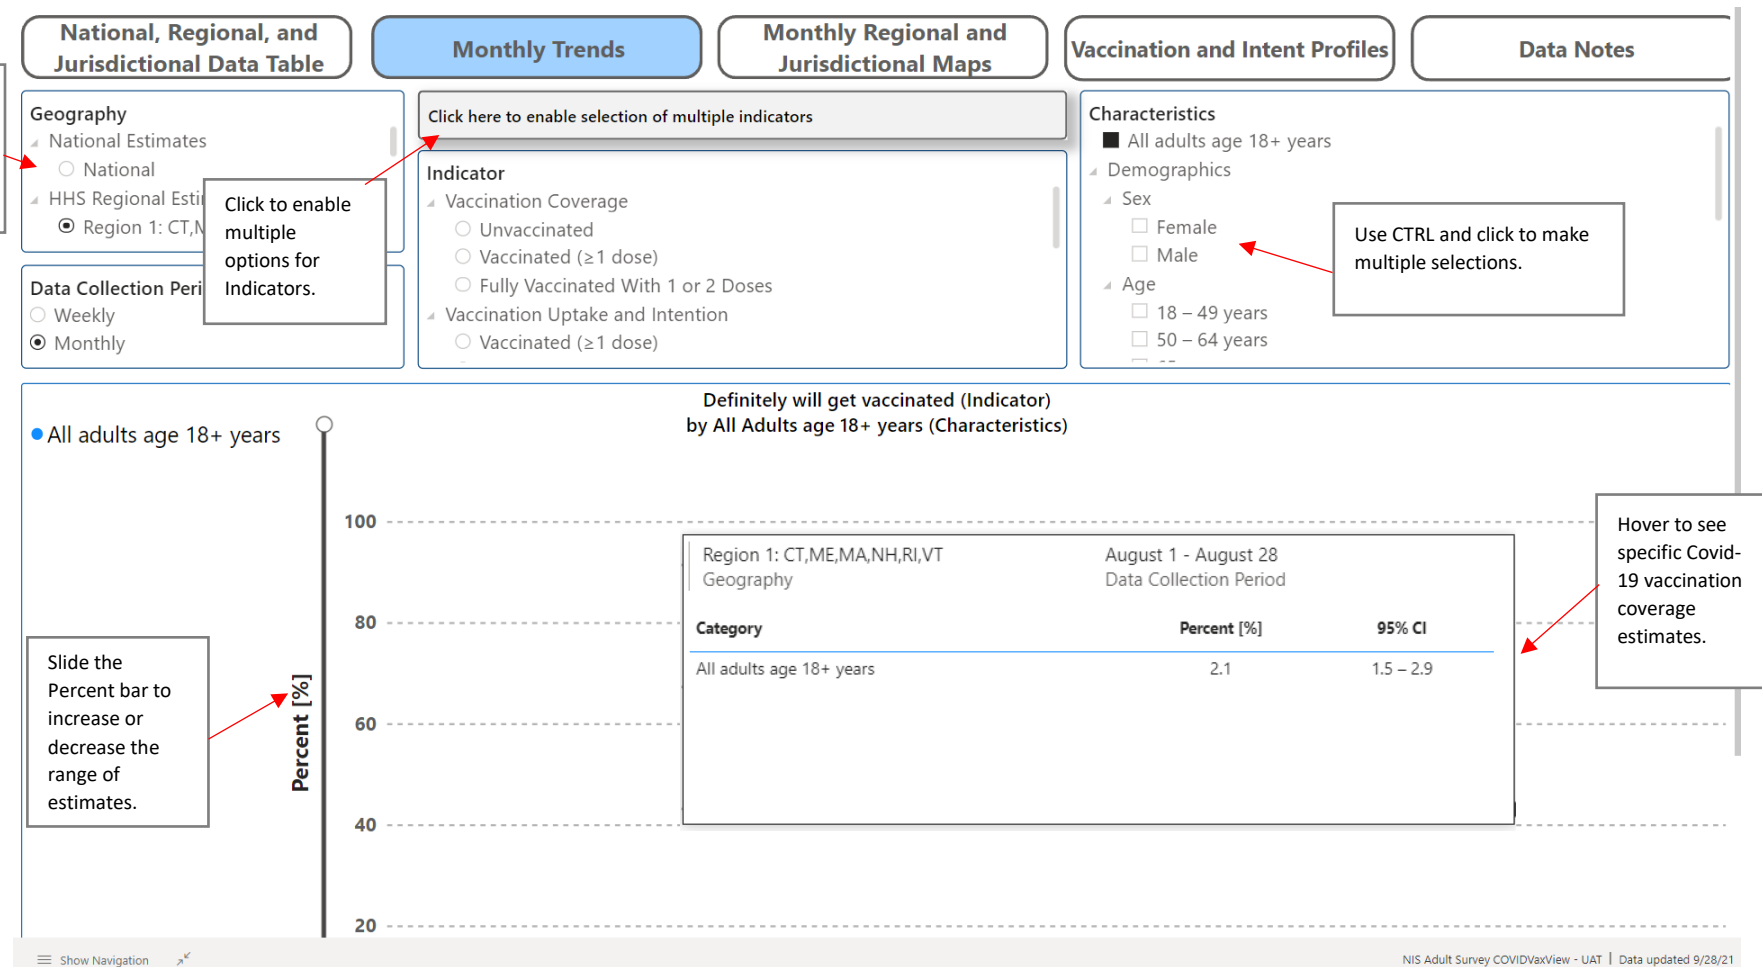 National, Regional, and
Jurisdictional Data Table
Monthly Trends
Monthly Regional and
Jurisdictional Maps
Vaccination and Intent Profiles
Data Notes
Geography
National Estimates
National
HHS Regional Esti
Region 1: CT,M
Data Collection Peri
Weekly
Monthly
Click to enable
multiple
options for
Indicators.
Click here to enable selection of multiple indicators
Indicator
Vaccination Coverage
Unvaccinated
Vaccinated (≥1 dose)
Fully Vaccinated With 1 or 2 Doses
Vaccination Uptake and Intention
Vaccinated (≥1 dose)
Characteristics
All adults age 18+ years
Demographics
Sex
Female
Male
Age
18 – 49 years
50 – 64 years
Use CTRL and click to make
multiple selections.
Definitely will get vaccinated (Indicator)
by All Adults age 18+ years (Characteristics)
All adults age 18+ years
Percent [%]
100
80
60
40
20
Region 1: CT,ME,MA,NH,RI,VT
Geography
August 1 - August 28
Data Collection Period
Category Percent [%] 95% CI
All adults age 18+ years 2.1 1.5 – 2.9
Hover to see
specific Covid-
19 vaccination
coverage
estimates.
Slide the
Percent bar to
increase or
decrease the
range of
estimates.
Show Navigation
NIS Adult Survey COVIDVaxView - UAT | Data updated 9/28/21